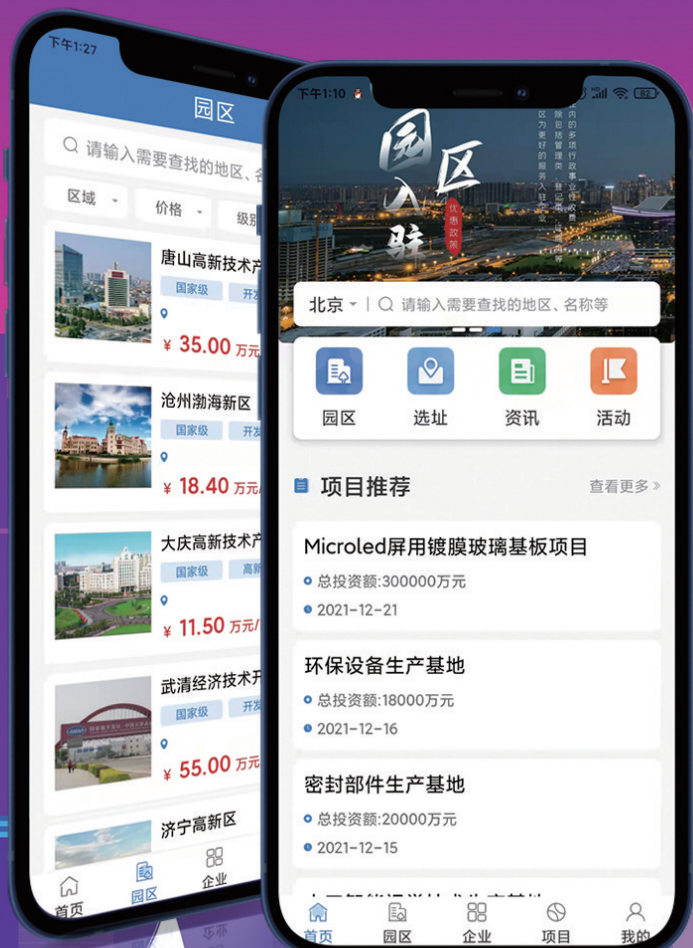 下午1:27
园区
请输入需要查找的地区、
区域
价格
级别
唐山高新技术产
国家级
开发
¥ 35.00 万元
沧州渤海新区
国家级
开发
¥ 18.40 万元/
大庆高新技术产
国家级
高新
¥ 11.50 万元/
武清经济技术开
国家级
开发
¥ 55.00 万元
济宁高新区
首页
园区
企业
下午1:10
82
园区
入驻
优惠政策
北京
请输入需要查找的地区、名称等
园区
选址
资讯
活动
项目推荐
查看更多
Microled屏用镀膜玻璃基板项目
总投资额:300000万元
2021-12-21
环保设备生产基地
总投资额:18000万元
2021-12-16
密封部件生产基地
总投资额:20000万元
2021-12-15
首页
园区
企业
项目
我的